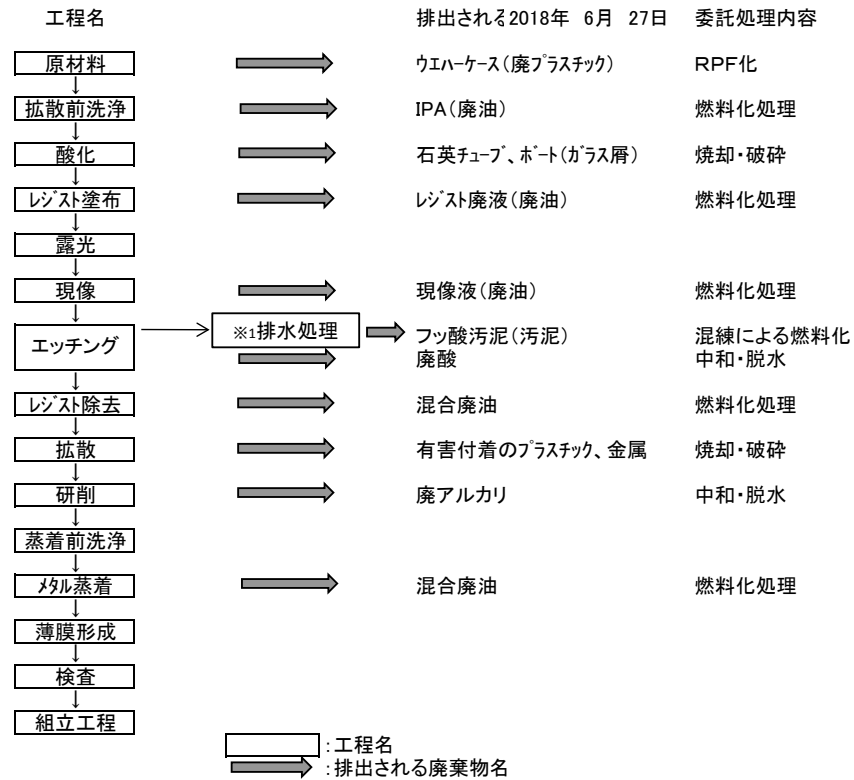 工程名 排出される2018年 6月 27日 委託処理内容
原材料 ウエハーケース(廃プラスチック) RPF化
↓
拡散前洗浄 IPA(廃油) 燃料化処理
↓
酸化 石英チューブ、ボート(ガラス屑) 焼却・破砕
↓
レジスト塗布 レジスト廃液(廃油) 燃料化処理
↓
露光
↓
現像 現像液(廃油) 燃料化処理
↓
エッチング ※1排水処理 フッ酸汚泥(汚泥) 混練による燃料化
廃酸 中和・脱水
↓
レジスト除去 混合廃油 燃料化処理
↓
拡散 有害付着のプラスチック、金属 焼却・破砕
↓
研削 廃アルカリ 中和・脱水
↓
蒸着前洗浄
↓
メタル蒸着 混合廃油 燃料化処理
↓
薄膜形成
↓
検査
↓
組立工程
:工程名
:排出される廃棄物名